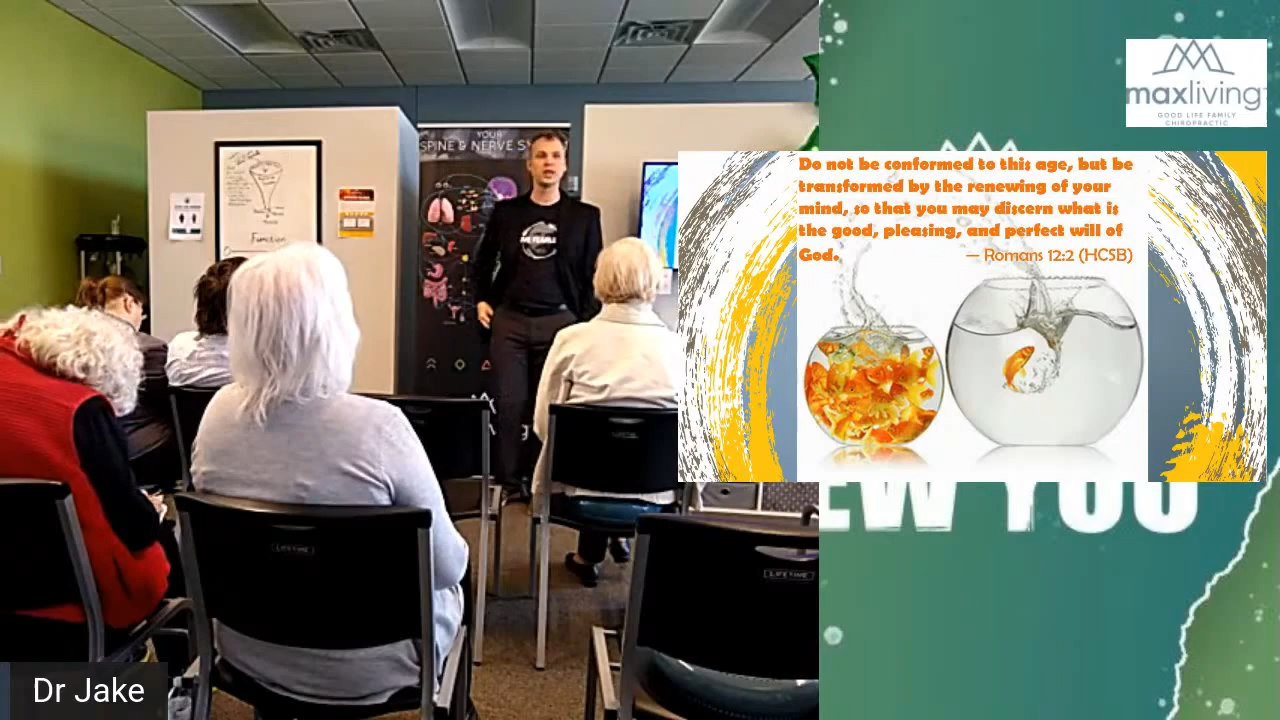 maxliving
GOOD LIFE FAMILY
CHIROPRACTIC
Do not be conformed to this age, but be
transformed by the renewing of your
mind, so that you may discern what is
the good, pleasing, and perfect will of
God.
— Romans 12:2 (HCSB)
YOUR
SPINE & NERVE
Function
LIFETIME
LIFETIME
EW YOU
Dr Jake